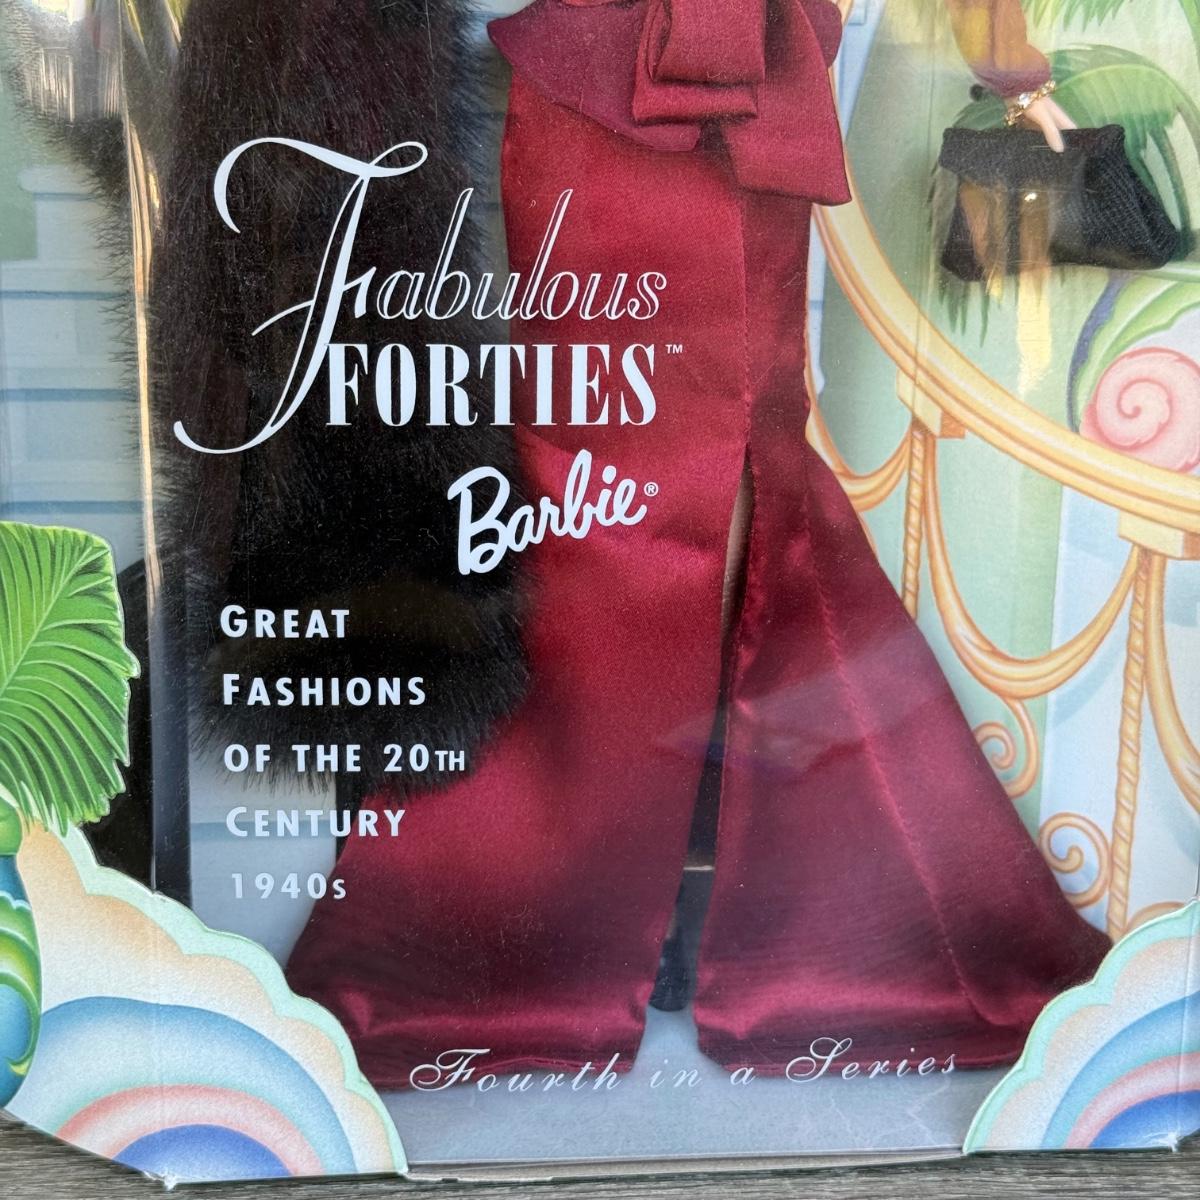 Fabulous
FORTIES™
Barbie®
GREAT
FASHIONS
OF THE 20TH
CENTURY
1940s
Fourth in a Series